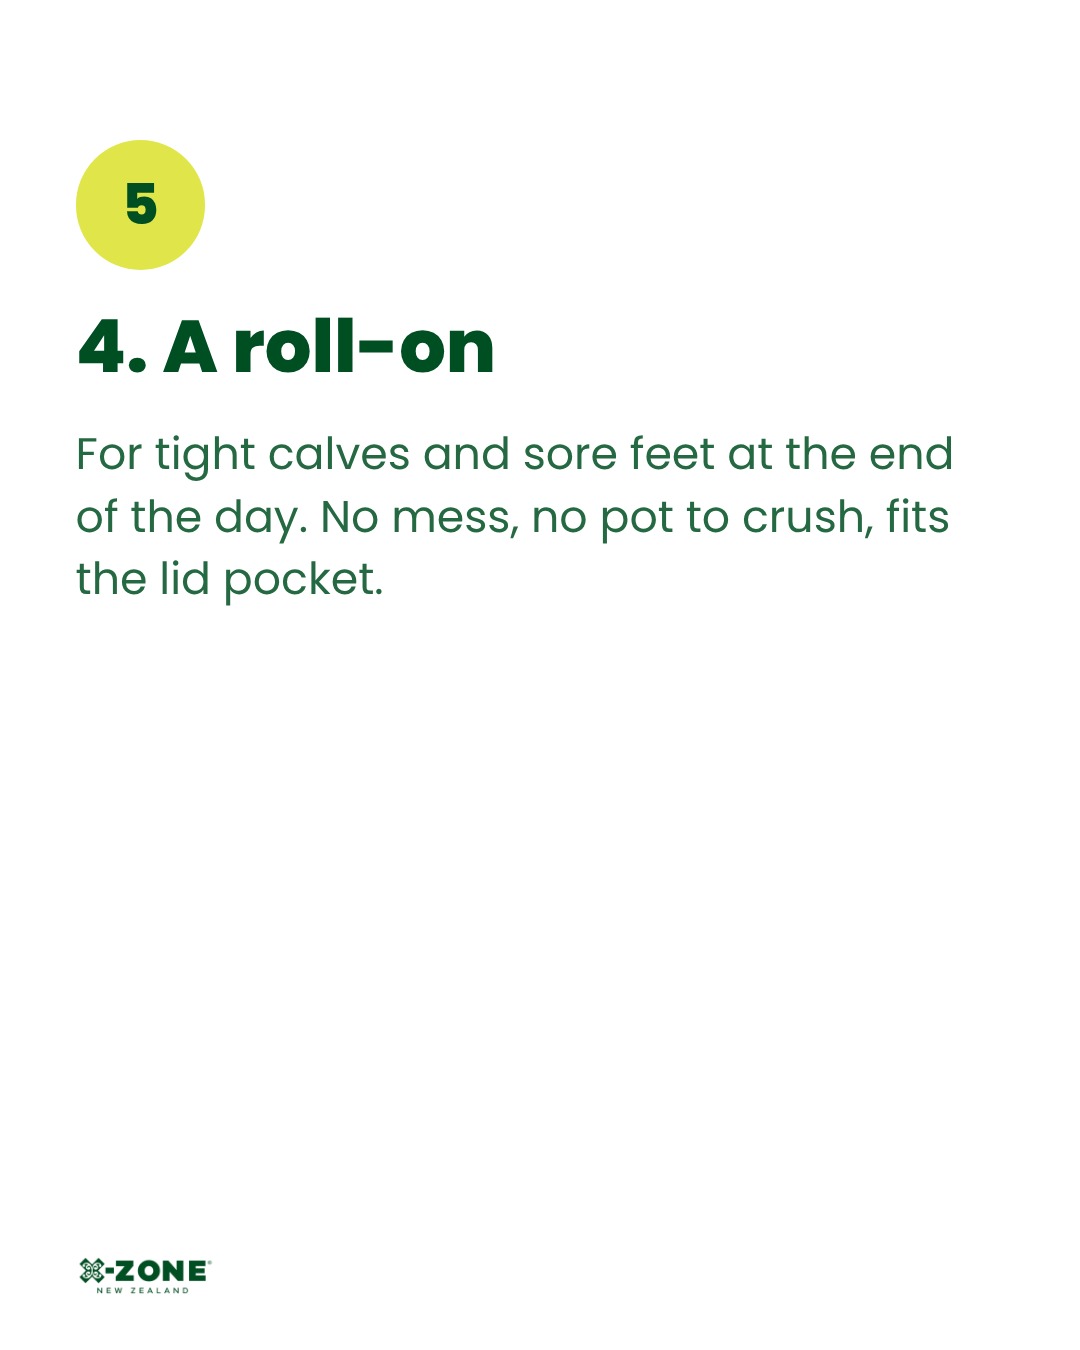 5
4. A roll-on
For tight calves and sore feet at the end
of the day. No mess, no pot to crush, fits
the lid pocket.
X-ZONE®
NEW ZEALAND